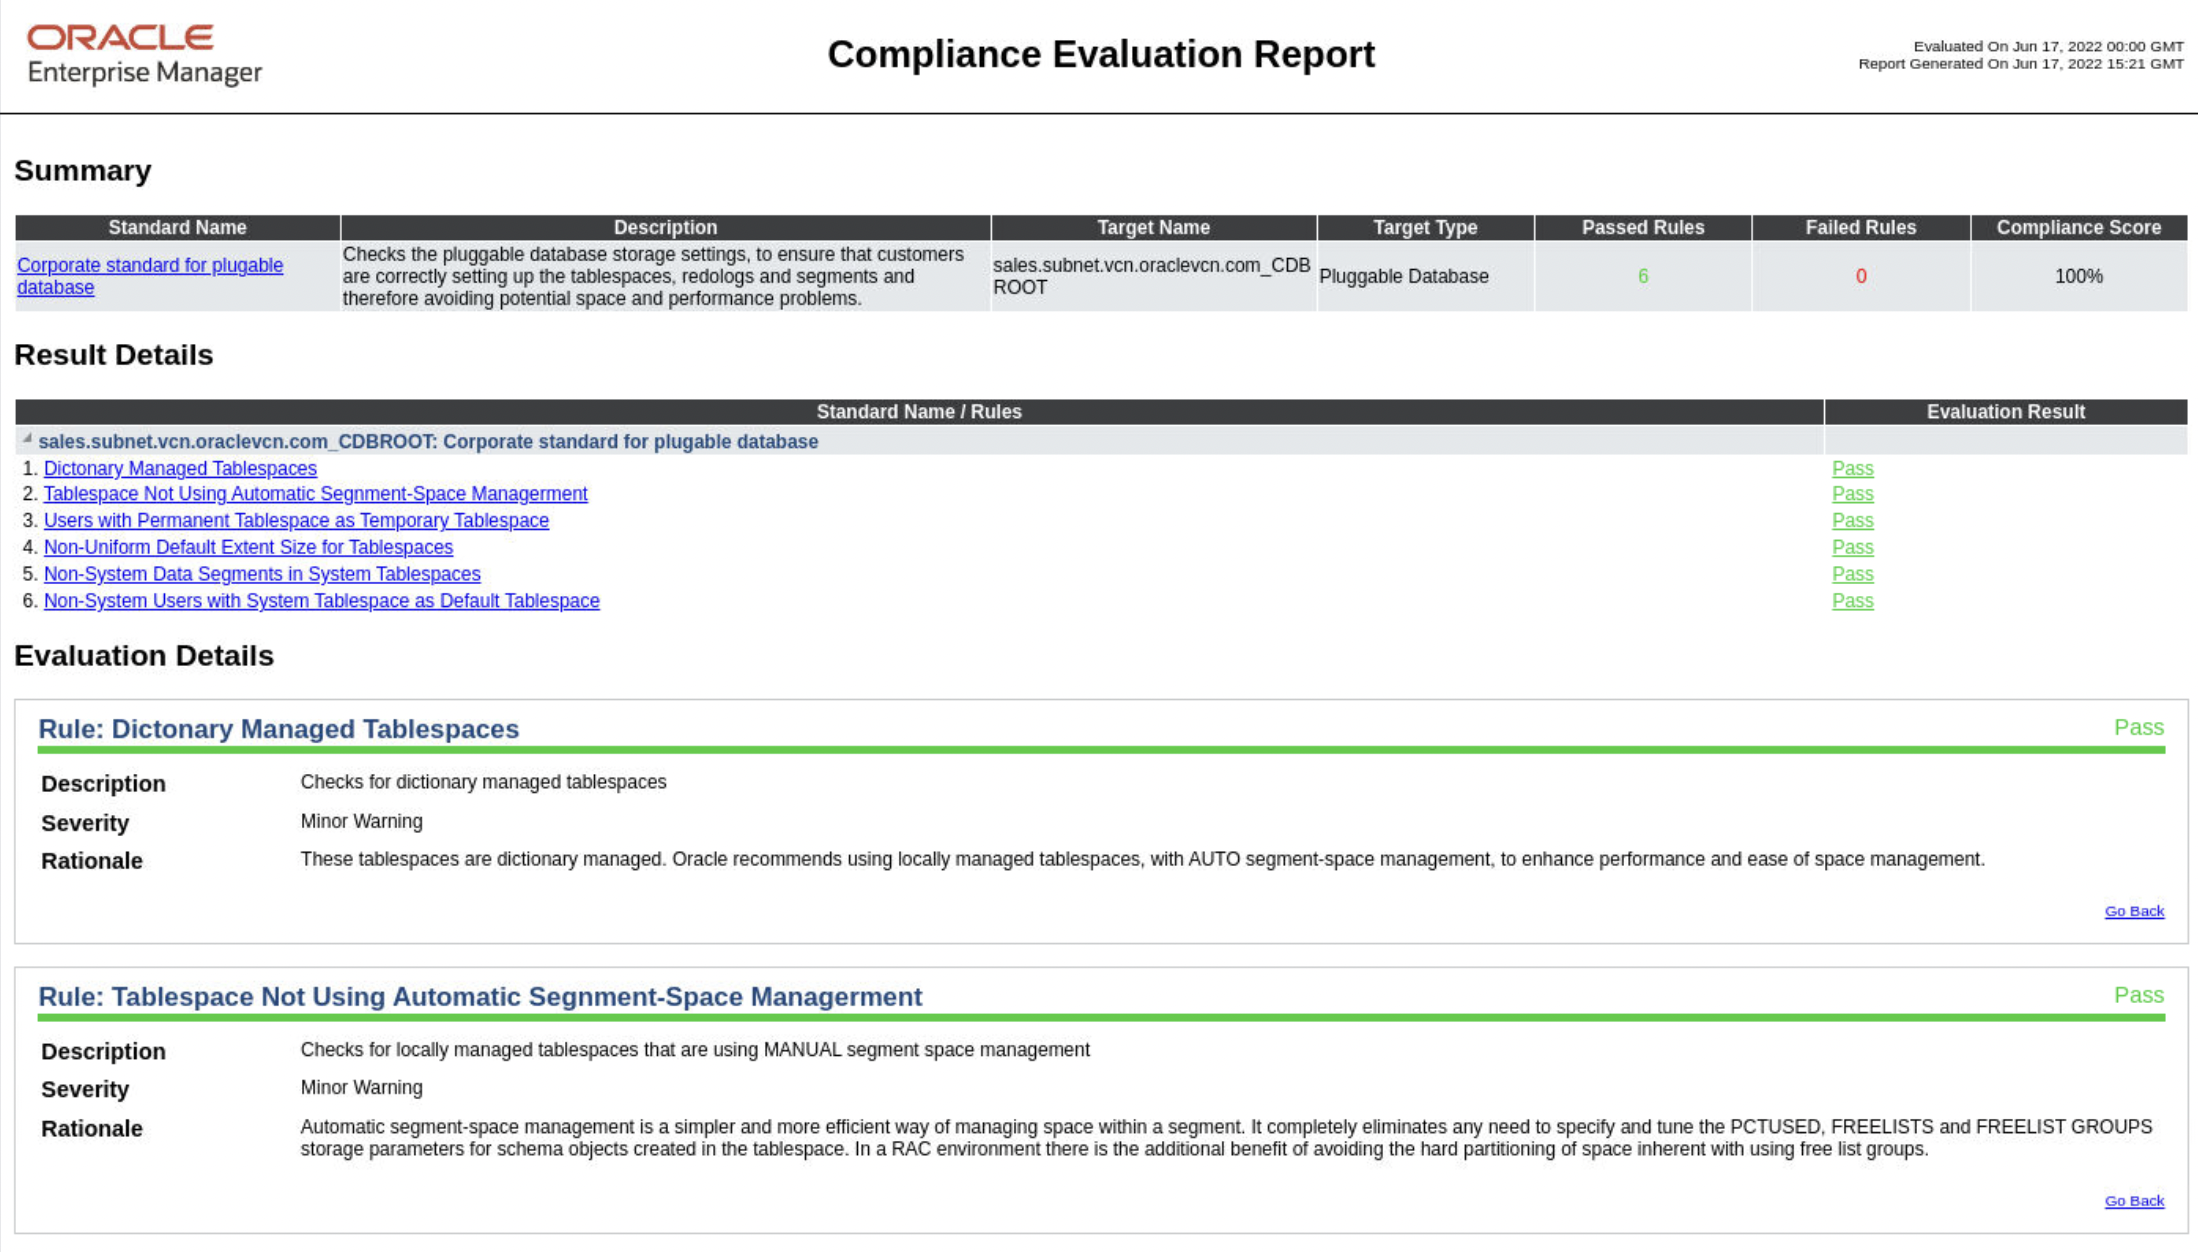 ORACLE
Enterprise Manager
Compliance Evaluation Report
Evaluated On Jun 17, 2022 00:00 GMT
Report Generated On Jun 17, 2022 15:21 GMT
Summary
Standard Name Description Target Name Target Type Passed Rules Failed Rules Compliance Score
Corporate standard for plugable
database
Checks the pluggable database storage settings, to ensure that customers
are correctly setting up the tablespaces, redologs and segments and
therefore avoiding potential space and performance problems.
sales.subnet.vcn.oraclevcn.com_CDB
ROOT
Pluggable Database
6
0
100%
Result Details
Standard Name / Rules Evaluation Result
sales.subnet.vcn.oraclevcn.com_CDBROOT: Corporate standard for plugable database
1. Dictonary Managed Tablespaces Pass
2. Tablespace Not Using Automatic Segnment-Space Managerment Pass
3. Users with Permanent Tablespace as Temporary Tablespace Pass
4. Non-Uniform Default Extent Size for Tablespaces Pass
5. Non-System Data Segments in System Tablespaces Pass
6. Non-System Users with System Tablespace as Default Tablespace Pass
Evaluation Details
Rule: Dictonary Managed Tablespaces Pass
Description Checks for dictionary managed tablespaces
Severity Minor Warning
Rationale These tablespaces are dictionary managed. Oracle recommends using locally managed tablespaces, with AUTO segment-space management, to enhance performance and ease of space management.
Go Back
Rule: Tablespace Not Using Automatic Segnment-Space Managerment Pass
Description Checks for locally managed tablespaces that are using MANUAL segment space management
Severity Minor Warning
Rationale Automatic segment-space management is a simpler and more efficient way of managing space within a segment. It completely eliminates any need to specify and tune the PCTUSED, FREELISTS and FREELIST GROUPS
storage parameters for schema objects created in the tablespace. In a RAC environment there is the additional benefit of avoiding the hard partitioning of space inherent with using free list groups.
Go Back